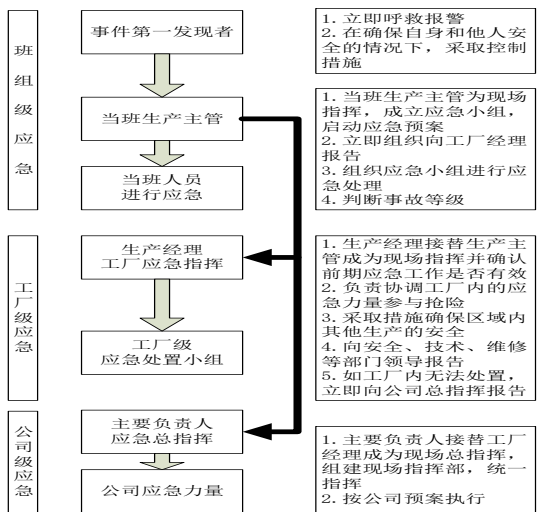 班组级应急
事件第一发现者
1. 立即呼救报警
2. 在确保自身和他人安
全的情况下，采取控制
措施
当班生产主管
当班人员
进行应急
1. 当班生产主管为现场
指挥，成立应急小组，
启动应急预案
2. 立即组织向工厂经理
报告
3. 组织应急小组进行应
急处理
4. 判断事故等级
工厂级应急
生产经理
工厂应急指挥
工厂级
应急处置小组
1. 生产经理接替生产主
管成为现场指挥并确认
前期应急工作是否有效
2. 负责协调工厂内的应
急力量参与抢险
3. 采取措施确保区域内
其他生产的安全
4. 向安全、技术、维修
等部门领导报告
5. 如工厂内无法处置，
立即向公司总指挥报告
公司级应急
主要负责人
应急总指挥
公司应急力量
1. 主要负责人接替工厂
经理成为现场总指挥，
组建现场指挥部，统一
指挥
2. 按公司预案执行